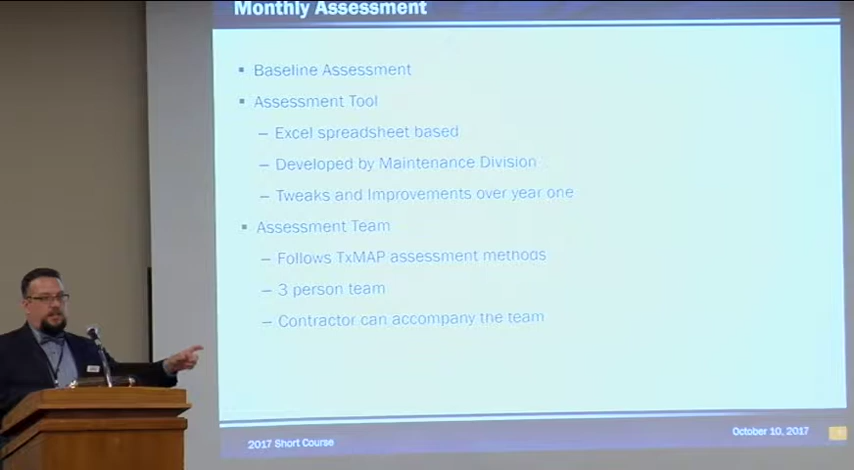 Monthly Assessment
▪ Baseline Assessment
▪ Assessment Tool
– Excel spreadsheet based
– Developed by Maintenance Division
– Tweaks and Improvements over year one
▪ Assessment Team
– Follows TxMAP assessment methods
– 3 person team
– Contractor can accompany the team
2017 Short Course
October 10, 2017